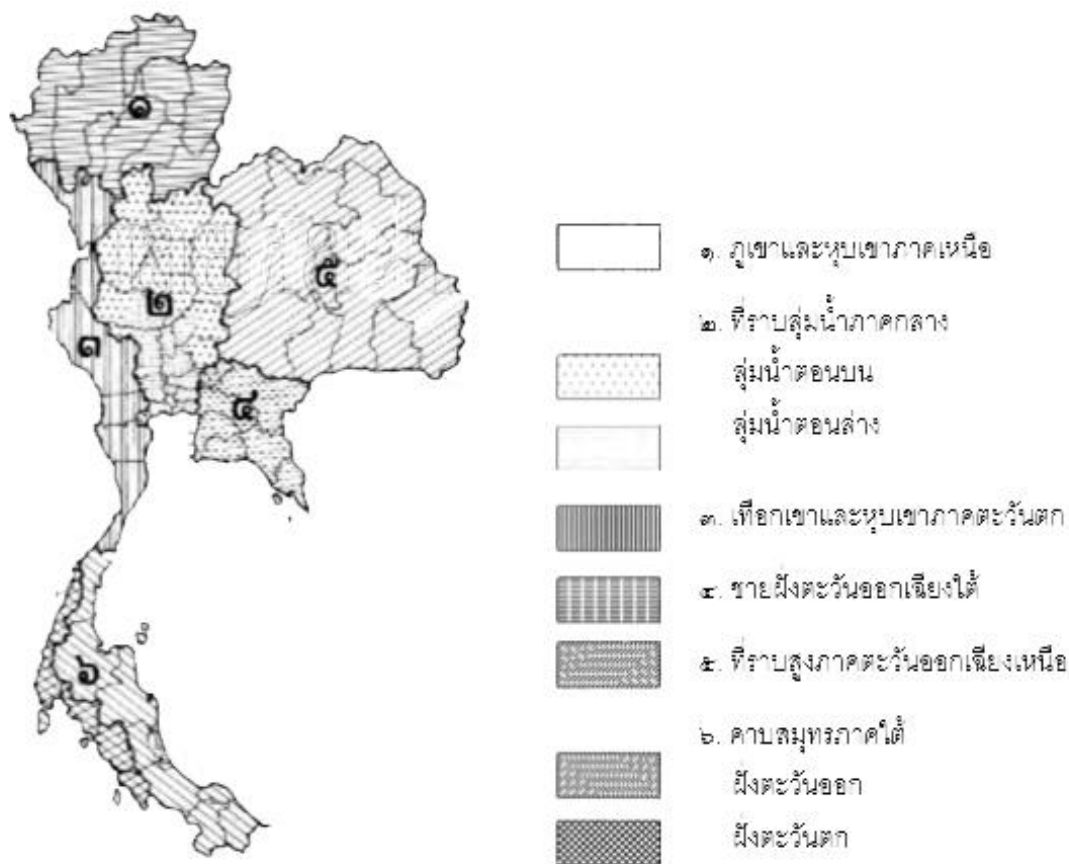 ๑
๒
๓
๔
๕
๖
๑. ภูเขาและหุบเขาภาคเหนือ
๒. ที่ราบลุ่มน้ำภาคกลาง
ลุ่มน้ำตอนบน
ลุ่มน้ำตอนล่าง
๓. เทือกเขาและหุบเขาภาคตะวันตก
๔. ชายฝั่งตะวันออกเฉียงใต้
๕. ที่ราบสูงภาคตะวันออกเฉียงเหนือ
๖. คาบสมุทรภาคใต้
ฝั่งตะวันออก
ฝั่งตะวันตก